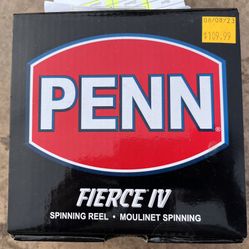 08/08/23
$109.99
PENN
®
FIERCE IV
SPINNING REEL • MOULINET SPINNING